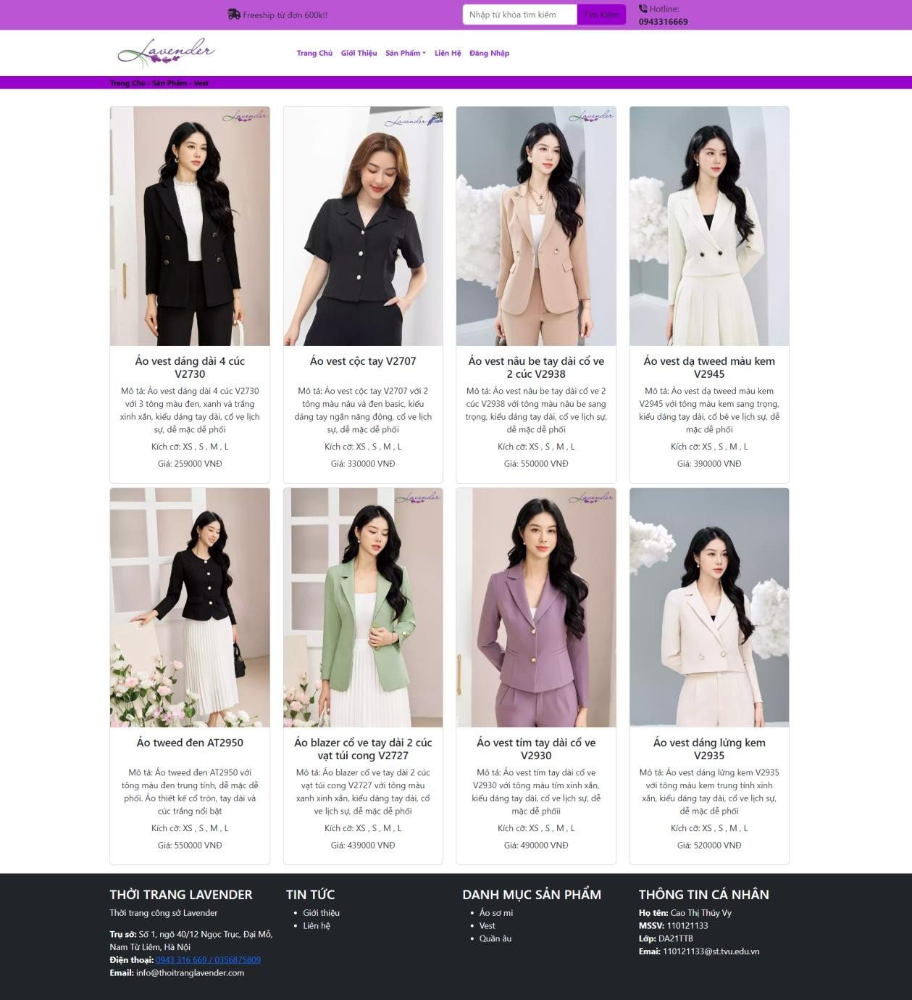 Freeship từ đơn 600k!!
Nhập từ khóa tìm kiếm
Tìm Kiếm
Hotline:
0943316669
Lavender
Trang Chủ Giới Thiệu Sản Phẩm Liên Hệ Đăng Nhập
Trang Chủ › Sản Phẩm › Vest
Lavender
Lavender
Lavender
Áo vest dáng dài 4 cúc
V2730
Mô tả: Áo vest dáng dài 4 cúc V2730
với 3 tông màu đen, xanh và trắng
xinh xắn, kiểu dáng tay dài, cổ ve lịch
sự, dễ mặc dễ phối
Kích cỡ: XS , S , M , L
Giá: 259000 VNĐ
Áo vest cộc tay V2707
Mô tả: Áo vest cộc tay V2707 với 2
tông màu nâu và đen basic, kiểu
dáng tay ngắn năng động, cổ ve lịch
sự, dễ mặc dễ phối
Kích cỡ: XS , S , M , L
Giá: 330000 VNĐ
Áo vest nâu be tay dài cổ ve
2 cúc V2938
Mô tả: Áo vest nâu be tay dài cổ ve 2
cúc V2938 với tông màu nâu be sang
trọng, kiểu dáng tay dài, cổ ve lịch sự,
dễ mặc dễ phối
Kích cỡ: XS , S , M , L
Giá: 550000 VNĐ
Áo vest dạ tweed màu kem
V2945
Mô tả: Áo vest dạ tweed màu kem
V2945 với tông màu kem sang trọng,
kiểu dáng tay dài, cổ bẻ ve lịch sự, dễ
mặc dễ phối
Kích cỡ: XS , S , M , L
Giá: 390000 VNĐ
Lavender
Lavender
Áo tweed đen AT2950
Mô tả: Áo tweed đen AT2950 với
tông màu đen trung tính, dễ mặc dễ
phối. Áo thiết kế cổ tròn, tay dài và
cúc trắng nổi bật
Kích cỡ: XS , S , M , L
Giá: 550000 VNĐ
Áo blazer cổ ve tay dài 2 cúc
vạt túi cong V2727
Mô tả: Áo blazer cổ ve tay dài 2 cúc
vạt túi cong V2727 với tông màu
xanh xinh xắn, kiểu dáng tay dài, cổ
ve lịch sự, dễ mặc dễ phối
Kích cỡ: XS , S , M , L
Giá: 439000 VNĐ
Áo vest tím tay dài cổ ve
V2930
Mô tả: Áo vest tím tay dài cổ ve
V2930 với tông màu tím xinh xắn,
kiểu dáng tay dài, cổ ve lịch sự, dễ
mặc dễ phốii
Kích cỡ: XS , S , M , L
Giá: 490000 VNĐ
Áo vest dáng lửng kem
V2935
Mô tả: Áo vest dáng lửng kem V2935
với tông màu kem trung tính xinh
xắn, kiểu dáng tay dài, cổ ve lịch sự,
dễ mặc dễ phối
Kích cỡ: XS , S , M , L
Giá: 520000 VNĐ
THỜI TRANG LAVENDER
Thời trang công sở Lavender
Trụ sở: Số 1, ngõ 40/12 Ngọc Trục, Đại Mỗ,
Nam Từ Liêm, Hà Nội
Điện thoại: 0943 316 669 / 0356875809
Email: info@thoitranglavender.com
TIN TỨC
Giới thiệu
Liên hệ
DANH MỤC SẢN PHẨM
Áo sơ mi
Vest
Quần âu
THÔNG TIN CÁ NHÂN
Họ tên: Cao Thị Thúy Vy
MSSV: 110121133
Lớp: DA21TTB
Emai: 110121133@st.tvu.edu.vn